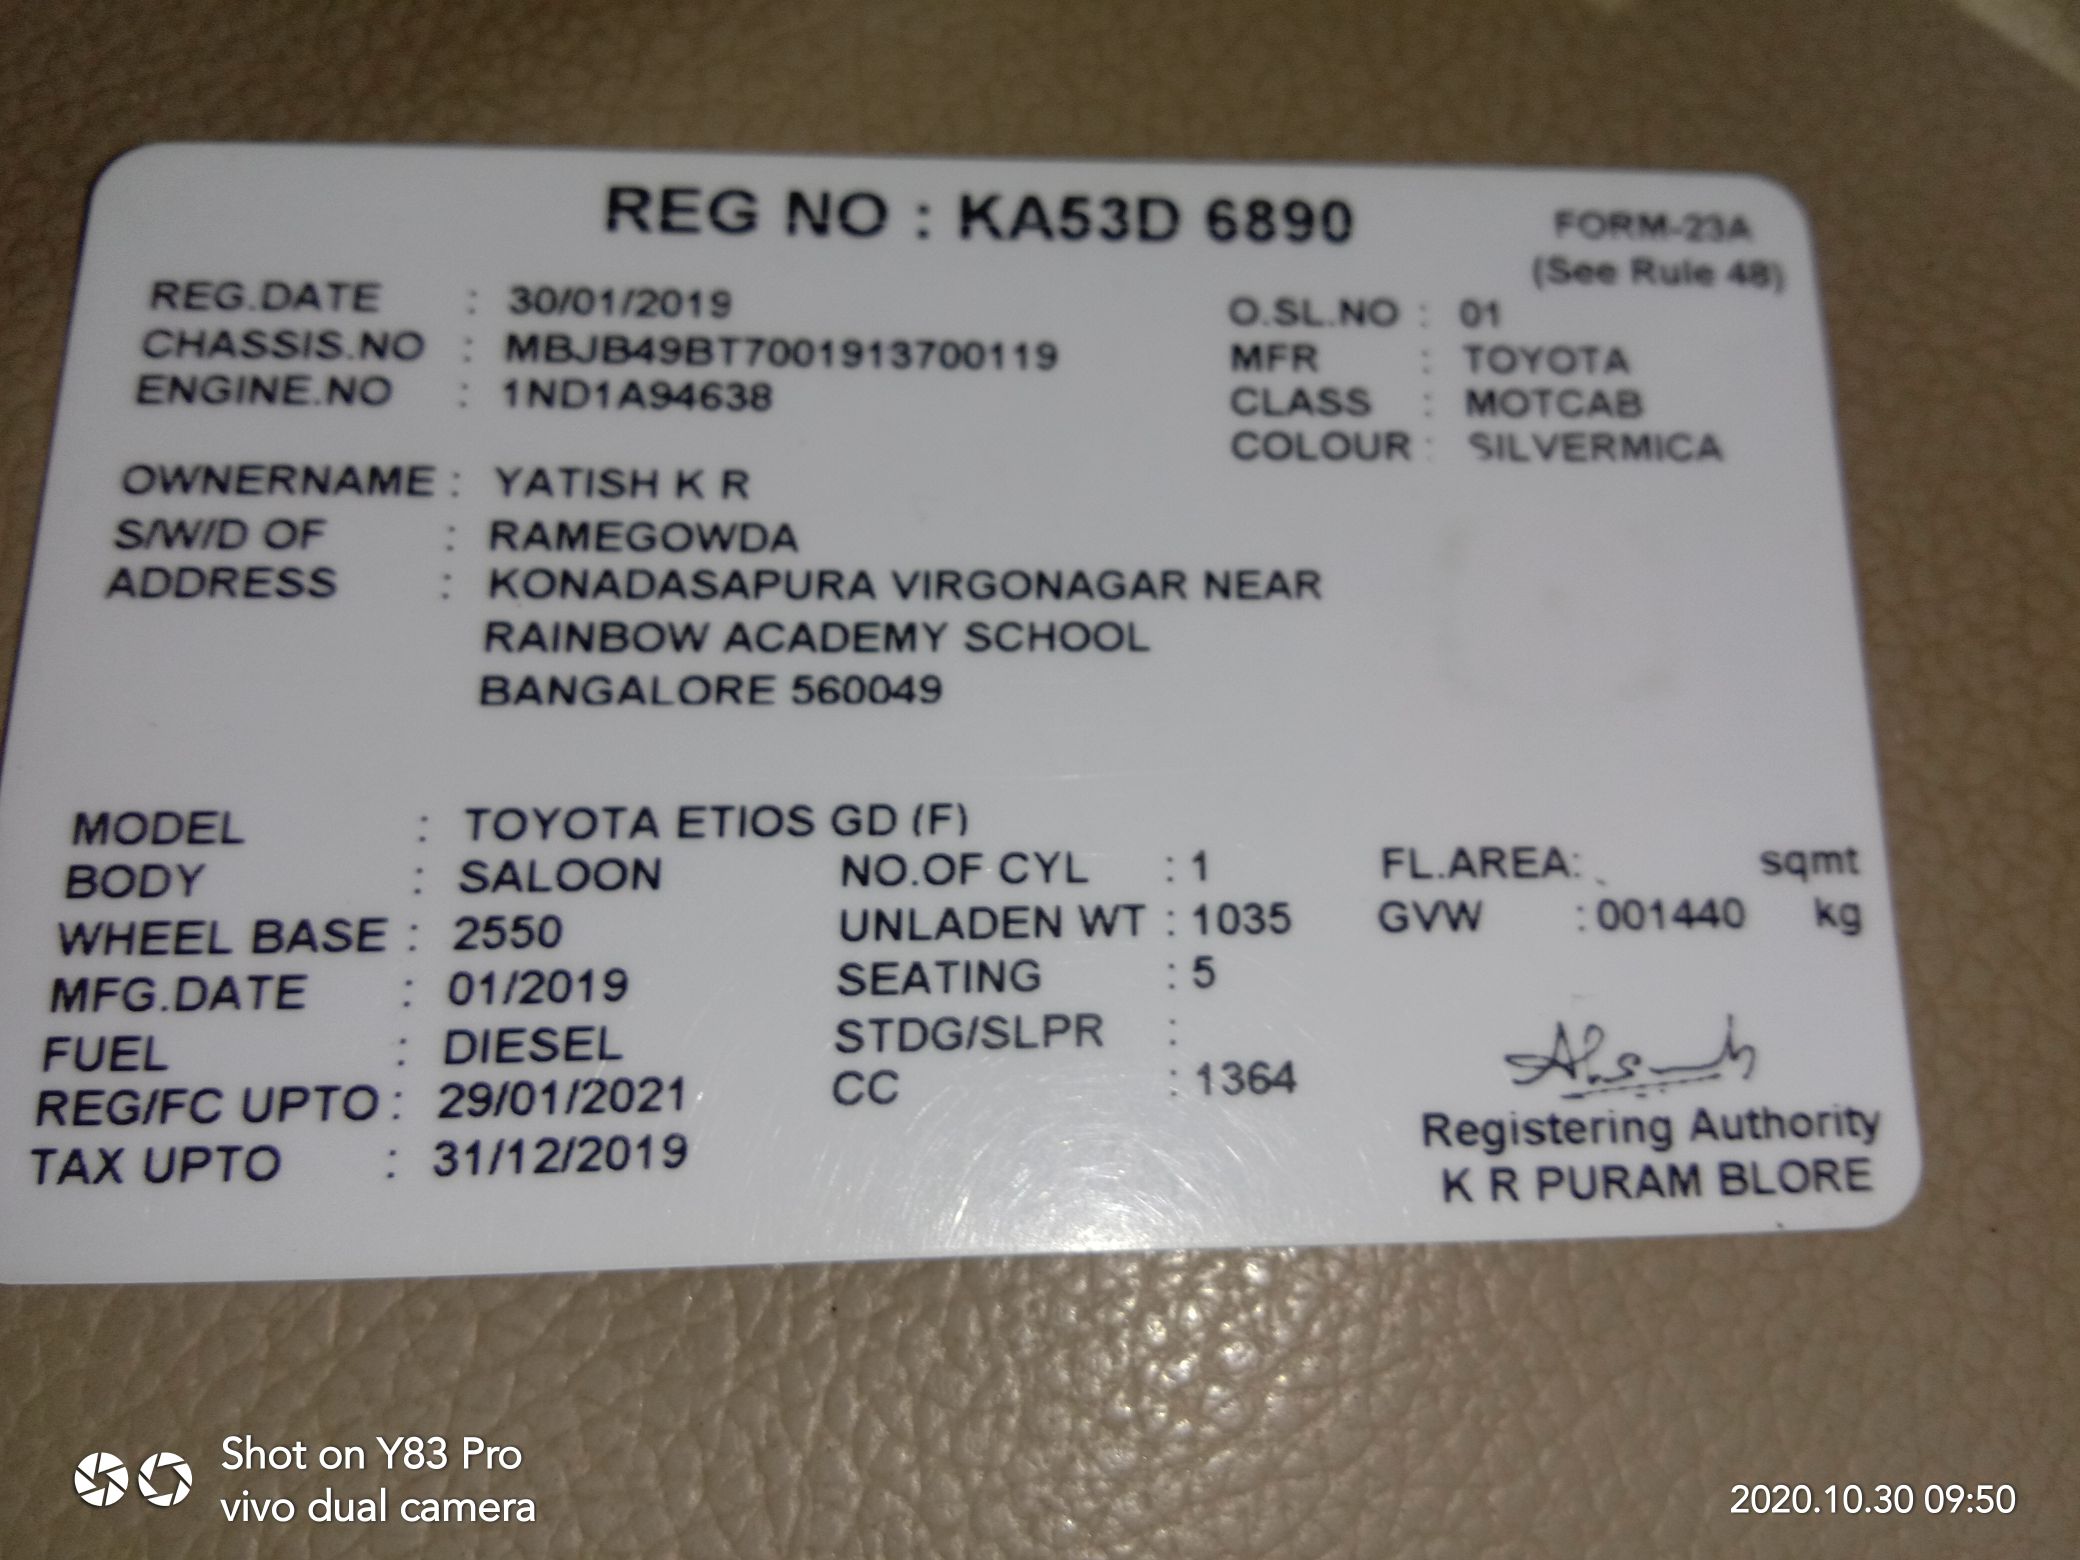 REG NO : KA53D 6890
FORM-23A
(See Rule 48)
REG.DATE : 30/01/2019
CHASSIS.NO : MBJB49BT7001913700119
ENGINE.NO : 1ND1A94638
O.SL.NO : 01
MFR : TOYOTA
CLASS : MOTCAB
COLOUR : SILVERMICA
OWNERNAME : YATISH K R
S/W/D OF : RAMEGOWDA
ADDRESS : KONADASAPURA VIRGONAGAR NEAR
RAINBOW ACADEMY SCHOOL
BANGALORE 560049
MODEL : TOYOTA ETIOS GD (F)
BODY : SALOON
WHEEL BASE : 2550
MFG.DATE : 01/2019
FUEL : DIESEL
REG/FC UPTO : 29/01/2021
TAX UPTO : 31/12/2019
NO.OF CYL : 1
UNLADEN WT : 1035
SEATING : 5
STDG/SLPR :
CC : 1364
FL.AREA: sqmt
GVW : 001440 kg
Registering Authority
K R PURAM BLORE
Shot on Y83 Pro
vivo dual camera
2020.10.30 09:50